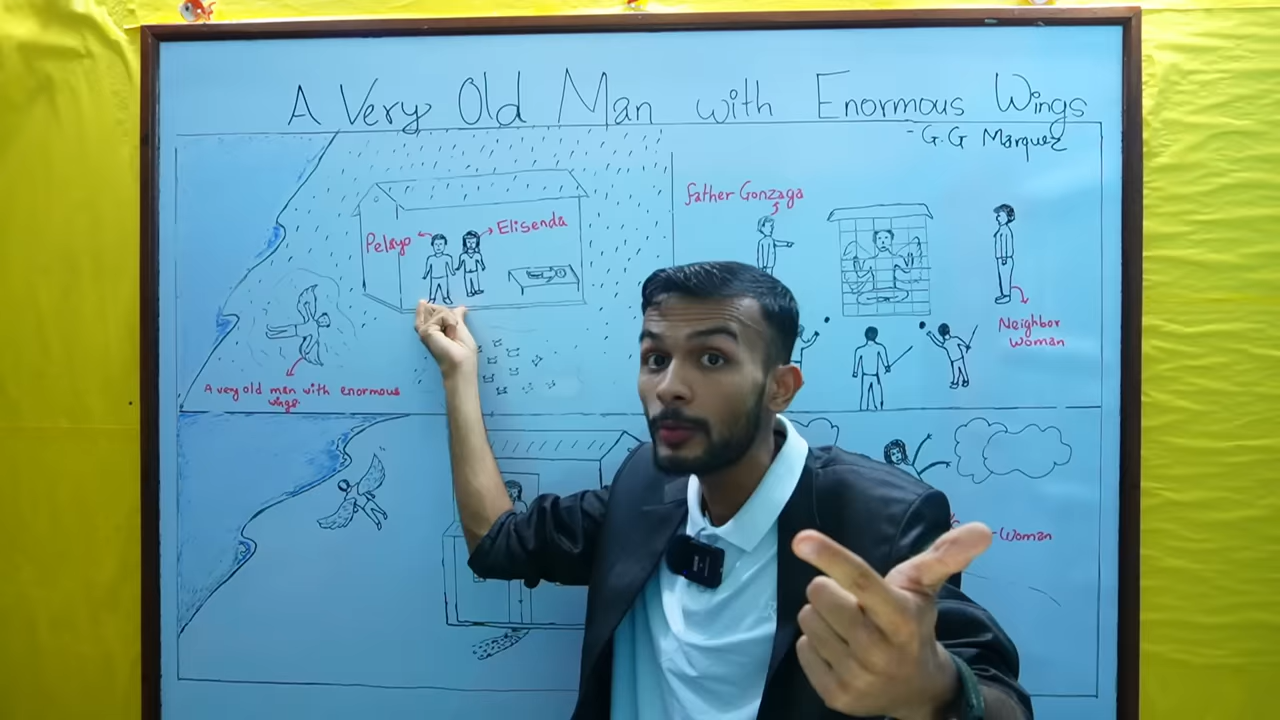 A Very Old Man with Enormous Wings
- G.G Marquez
Father Gonzaga
Pelayo
Elisenda
Neighbor
woman
A very old man with enormous
wings.
-Woman